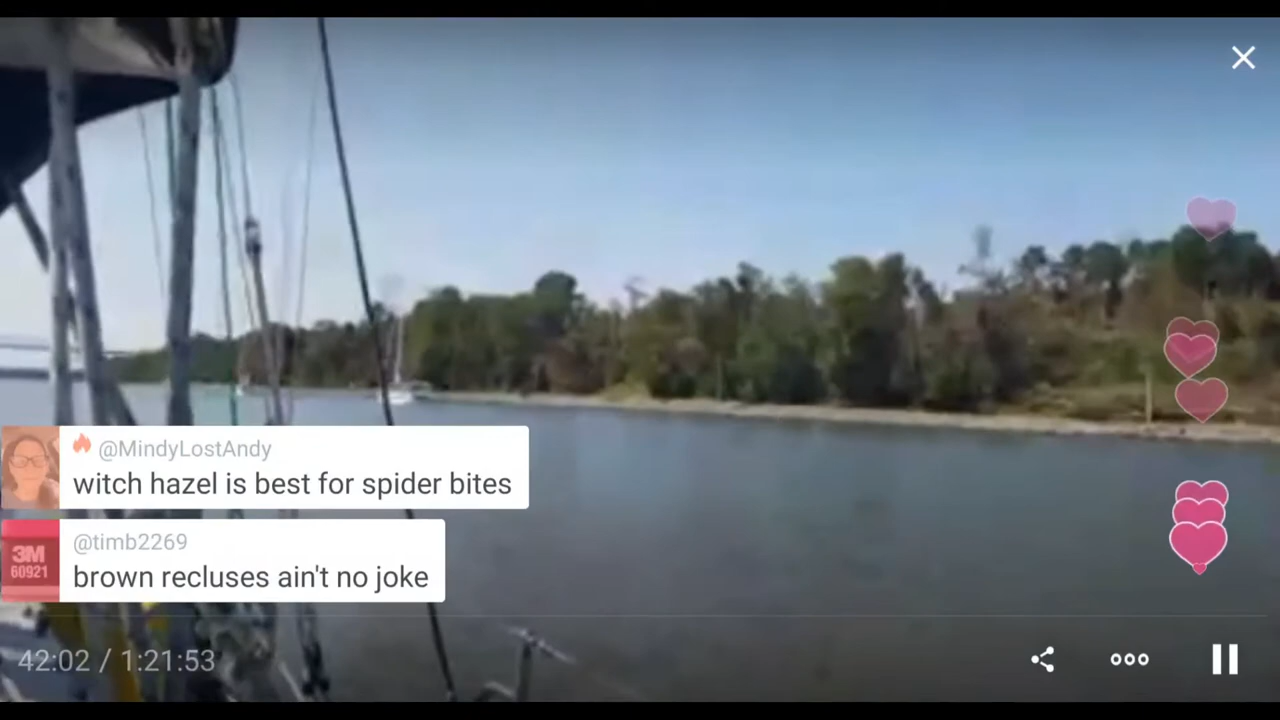 @MindyLostAndy
witch hazel is best for spider bites
3M
60921
@timb2269
brown recluses ain't no joke
42:02 / 1:21:53